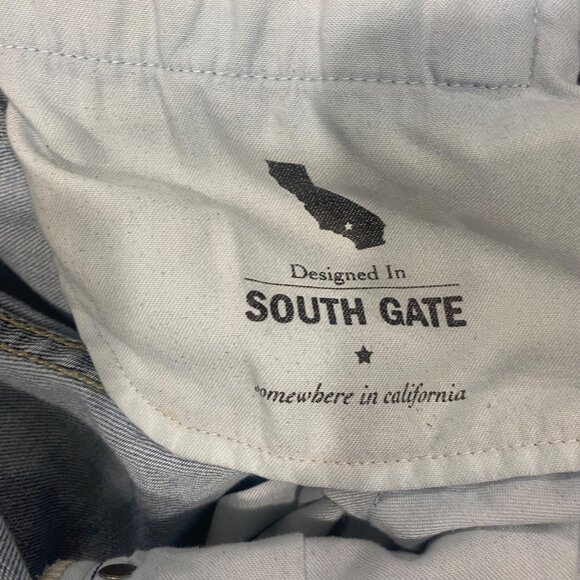 Designed In
SOUTH GATE
somewhere in california